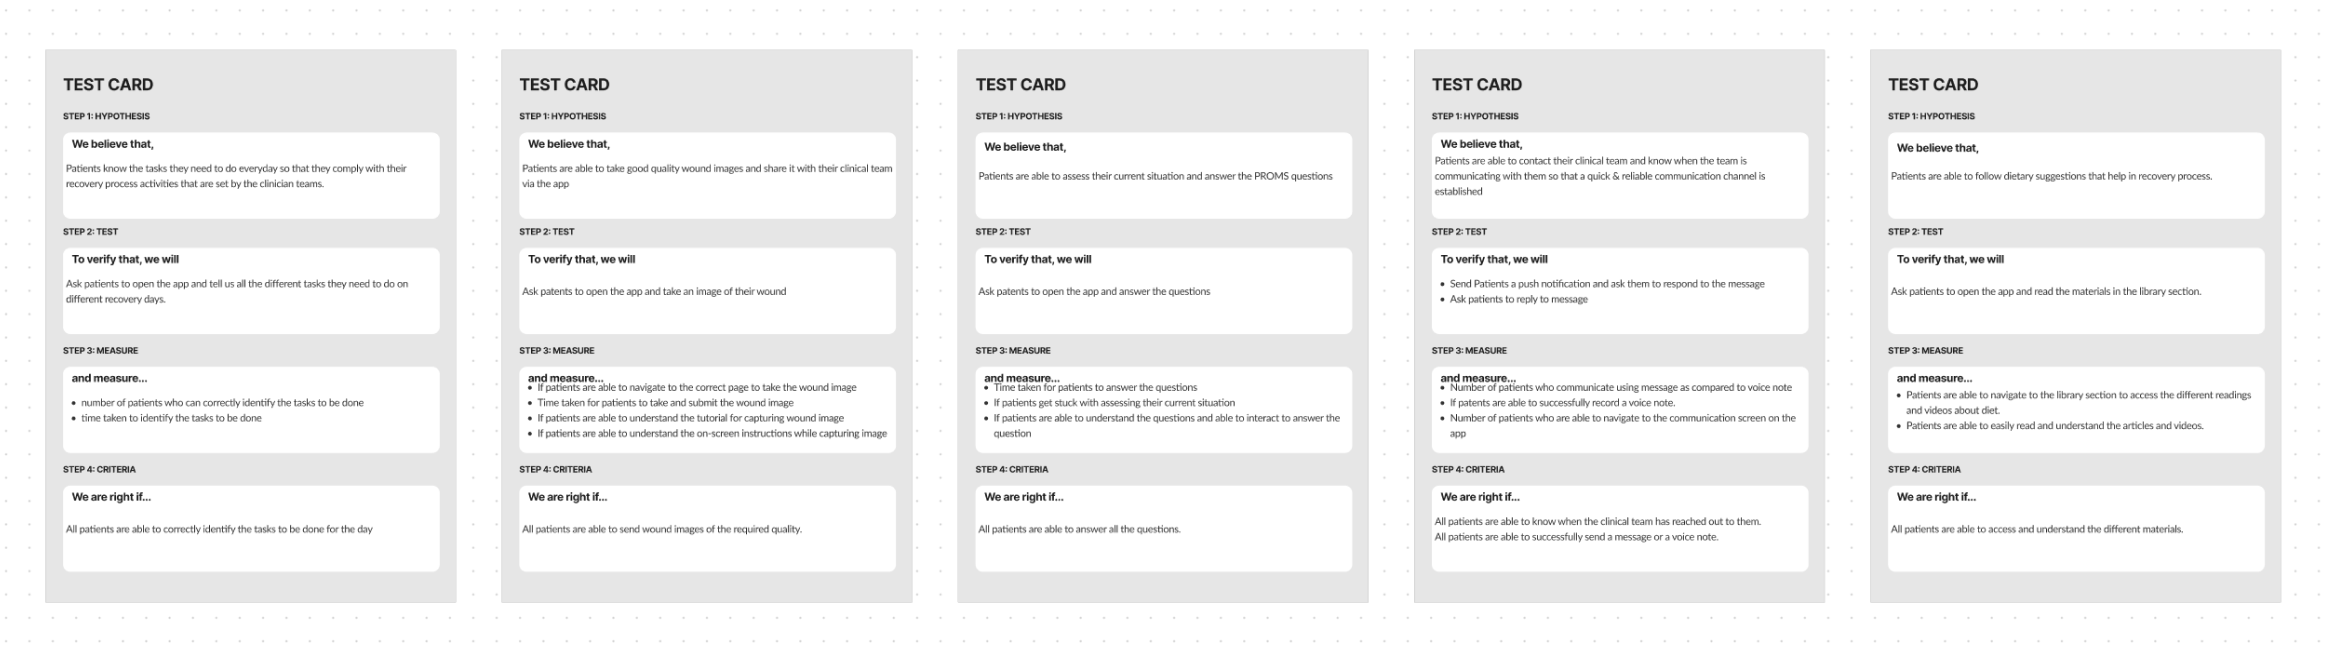 TEST CARD
STEP 1: HYPOTHESIS
We believe that,
Patients know the tasks they need to do everyday so that they comply with their
recovery process activities that are set by the clinician teams.
STEP 2: TEST
To verify that, we will
Ask patients to open the app and tell us all the different tasks they need to do on
different recovery days.
STEP 3: MEASURE
and measure...
• number of patients who can correctly identify the tasks to be done
• time taken to identify the tasks to be done
STEP 4: CRITERIA
We are right if...
All patients are able to correctly identify the tasks to be done for the day
TEST CARD
STEP 1: HYPOTHESIS
We believe that,
Patients are able to take good quality wound images and share it with their clinical team
via the app
STEP 2: TEST
To verify that, we will
Ask patents to open the app and take an image of their wound
STEP 3: MEASURE
and measure...
• If patients are able to navigate to the correct page to take the wound image
• Time taken for patients to take and submit the wound image
• If patients are able to understand the tutorial for capturing wound image
• If patients are able to understand the on-screen instructions while capturing image
STEP 4: CRITERIA
We are right if...
All patients are able to send wound images of the required quality.
TEST CARD
STEP 1: HYPOTHESIS
We believe that,
Patients are able to assess their current situation and answer the PROMS questions
STEP 2: TEST
To verify that, we will
Ask patents to open the app and answer the questions
STEP 3: MEASURE
and measure...
• Time taken for patients to answer the questions
• If patients get stuck with assessing their current situation
• If patients are able to understand the questions and able to interact to answer the
question
STEP 4: CRITERIA
We are right if...
All patients are able to answer all the questions.
TEST CARD
STEP 1: HYPOTHESIS
We believe that,
Patients are able to contact their clinical team and know when the team is
communicating with them so that a quick & reliable communication channel is
established
STEP 2: TEST
To verify that, we will
• Send Patients a push notification and ask them to respond to the message
• Ask patients to reply to message
STEP 3: MEASURE
and measure...
• Number of patients who communicate using message as compared to voice note
• If patents are able to successfully record a voice note.
• Number of patients who are able to navigate to the communication screen on the
app
STEP 4: CRITERIA
We are right if...
All patients are able to know when the clinical team has reached out to them.
All patients are able to successfully send a message or a voice note.
TEST CARD
STEP 1: HYPOTHESIS
We believe that,
Patients are able to follow dietary suggestions that help in recovery process.
STEP 2: TEST
To verify that, we will
Ask patients to open the app and read the materials in the library section.
STEP 3: MEASURE
and measure...
• Patients are able to navigate to the library section to access the different readings
and videos about diet.
• Patients are able to easily read and understand the articles and videos.
STEP 4: CRITERIA
We are right if...
All patients are able to access and understand the different materials.